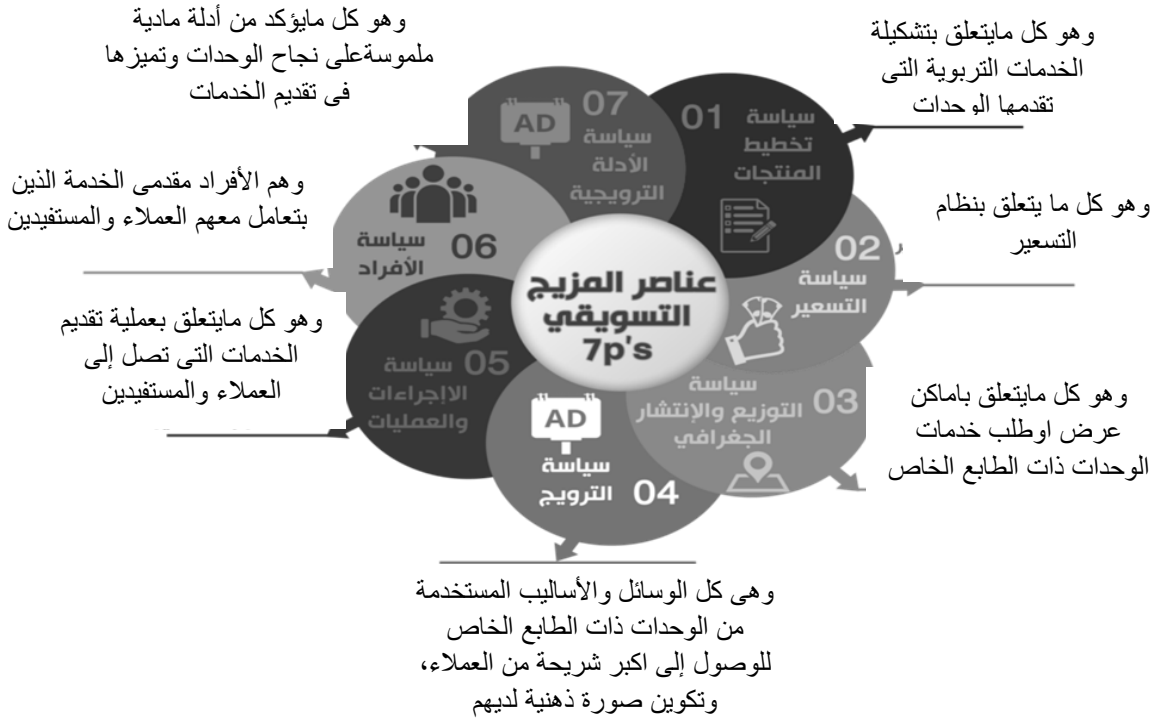 عناصر المزيج
التسويقي
7p's
01
سياسة
تخطيط
المنتجات
وهو كل مايتعلق بتشكيلة
الخدمات التربوية التى
تقدمها الوحدات
02
سياسة
التسعير
وهو كل ما يتعلق بنظام
التسعير
03
سياسة
التوزيع والإنتشار
الجغرافي
وهو كل مايتعلق باماكن
عرض اوطلب خدمات
الوحدات ذات الطابع الخاص
AD
04
سياسة
الترويج
وهى كل الوسائل والأساليب المستخدمة
من الوحدات ذات الطابع الخاص
للوصول إلى اكبر شريحة من العملاء،
وتكوين صورة ذهنية لديهم
05
سياسة
الاإجراءات
والعمليات
وهو كل مايتعلق بعملية تقديم
الخدمات التى تصل إلى
العملاء والمستفيدين
06
سياسة
الأفراد
وهم الأفراد مقدمى الخدمة الذين
بتعامل معهم العملاء والمستفيدين
07
AD
سياسة
الأدلة
الترويجية
وهو كل مايؤكد من أدلة مادية
ملموسةعلى نجاح الوحدات وتميزها
فى تقديم الخدمات